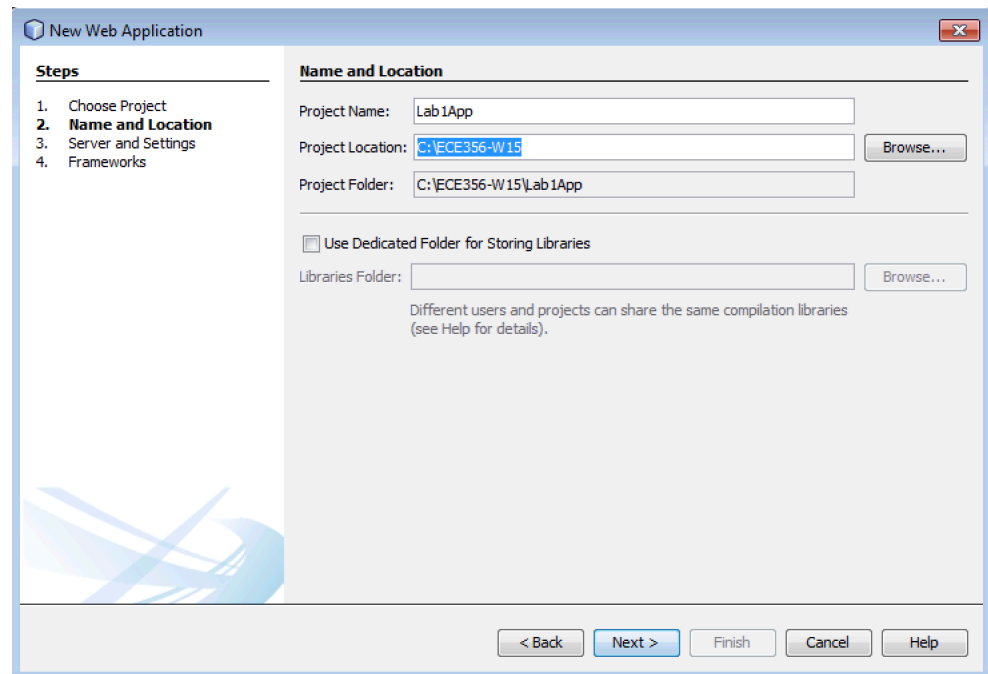 New Web Application
Steps
1. Choose Project
2. Name and Location
3. Server and Settings
4. Frameworks
Name and Location
Project Name: Lab1App
Project Location: C:\ECE356-W15 Browse...
Project Folder: C:\ECE356-W15\Lab1App
Use Dedicated Folder for Storing Libraries
Libraries Folder: Browse...
Different users and projects can share the same compilation libraries
(see Help for details).
< Back Next > Finish Cancel Help